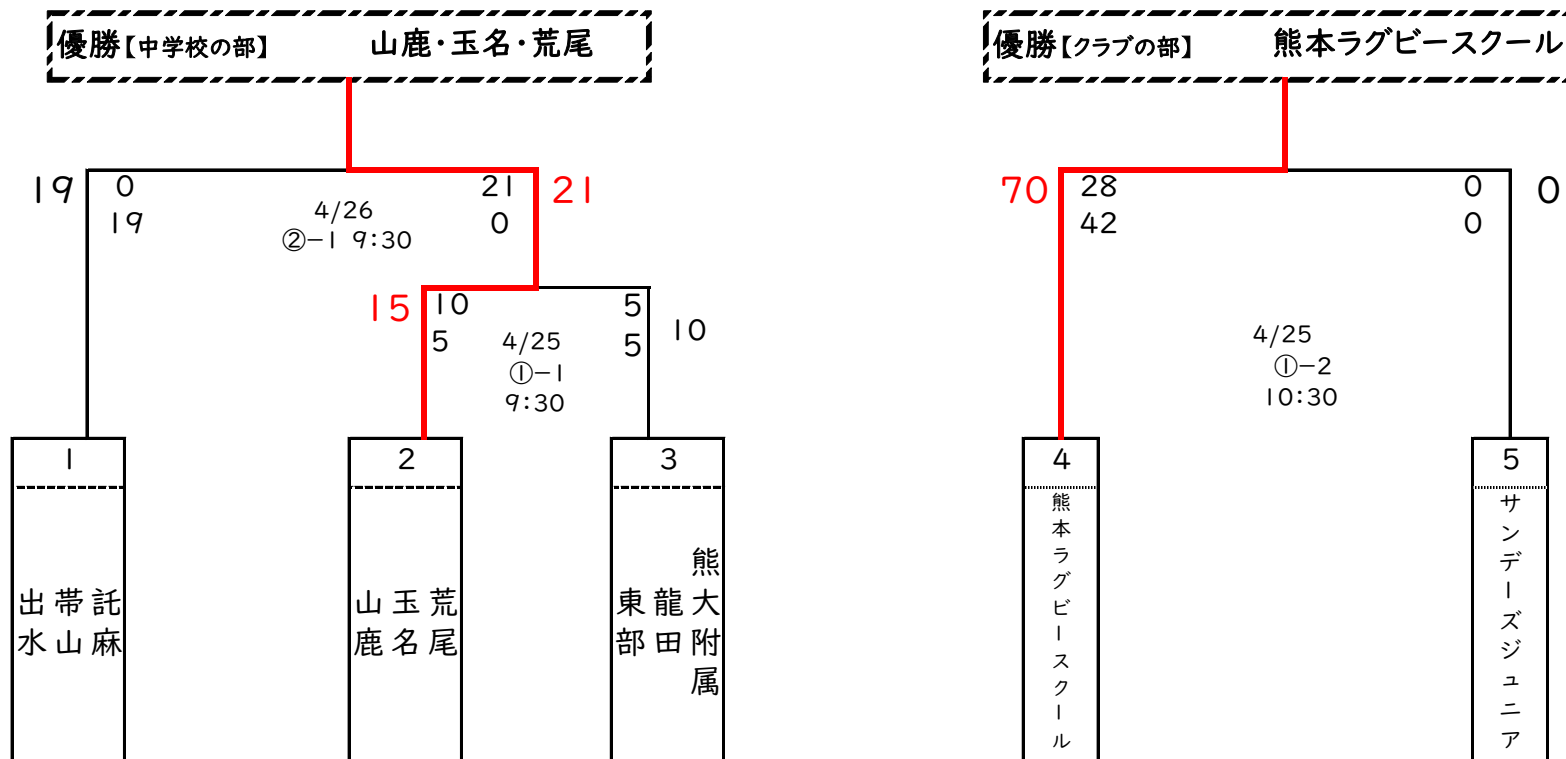 優勝【中学校の部】 山鹿・玉名・荒尾
優勝【クラブの部】 熊本ラグビースクール
19
0
19
4/26
②-1 9:30
21
0
21
15
10
5
4/25
①-1
9:30
5
5
10
70
28
42
0
0
0
4/25
①-2
10:30
1
託麻
帯山
出水
2
荒尾
玉名
山鹿
3
熊大附属
龍田
東部
4
熊本ラグビースクール
5
サンデーズジュニア